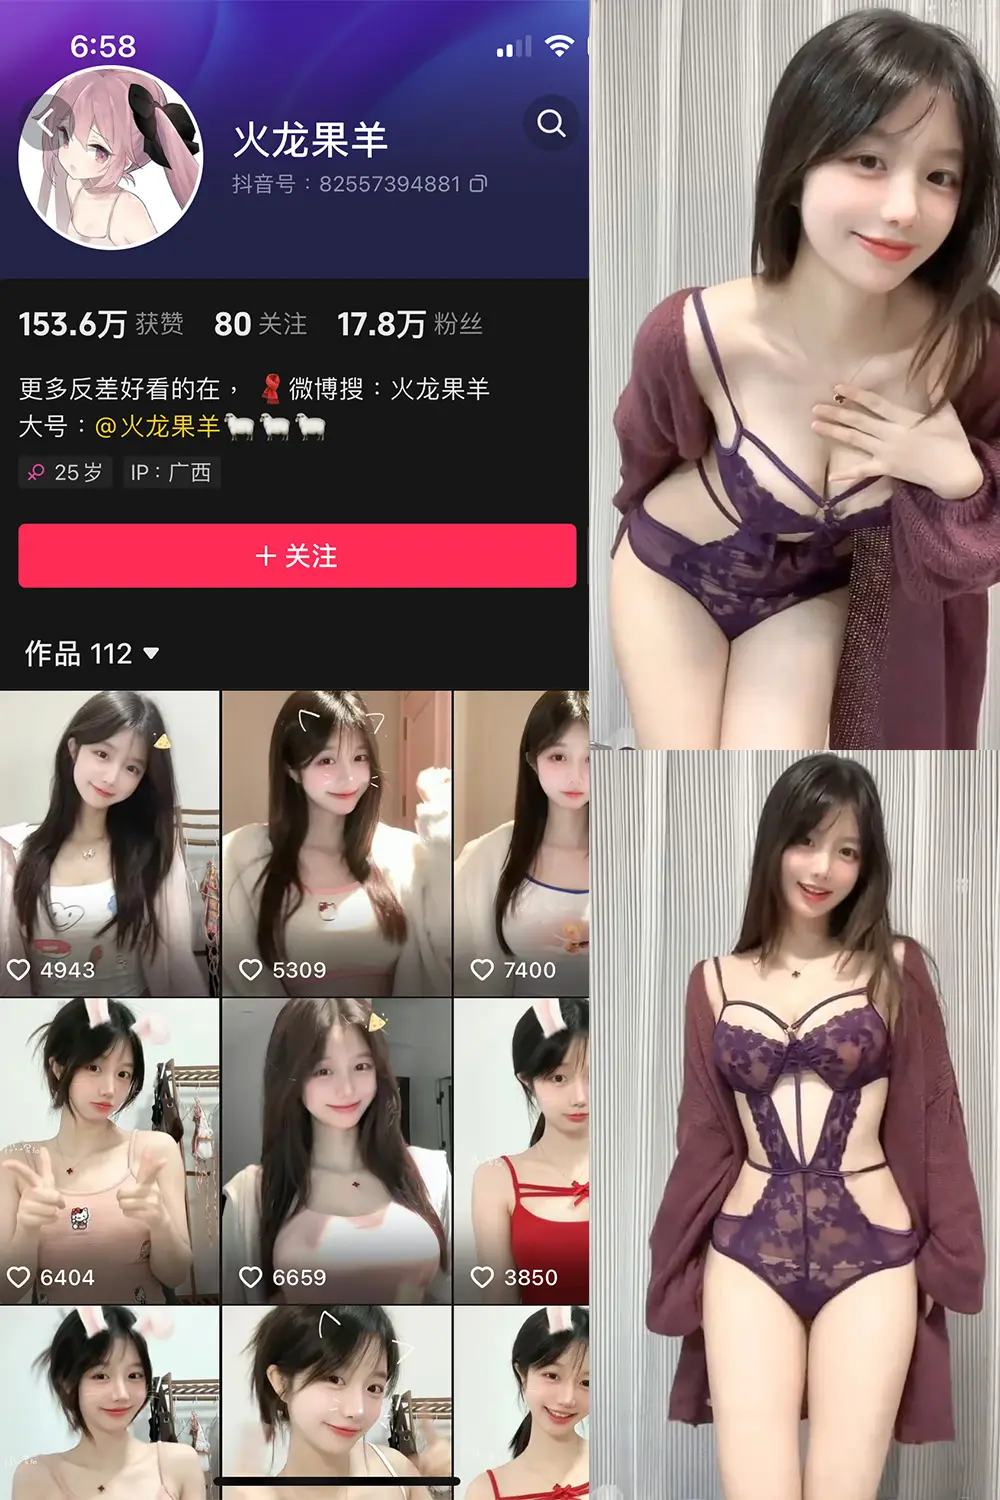 6:58
火龙果羊
抖音号：82557394881
153.6万 获赞 80 关注 17.8万 粉丝
更多反差好看的在， 🧣微博搜：火龙果羊
大号：@火龙果羊🐑🐑🐑
25岁 IP：广西
+ 关注
作品 112
4943 5309 7400
6404 6659 3850